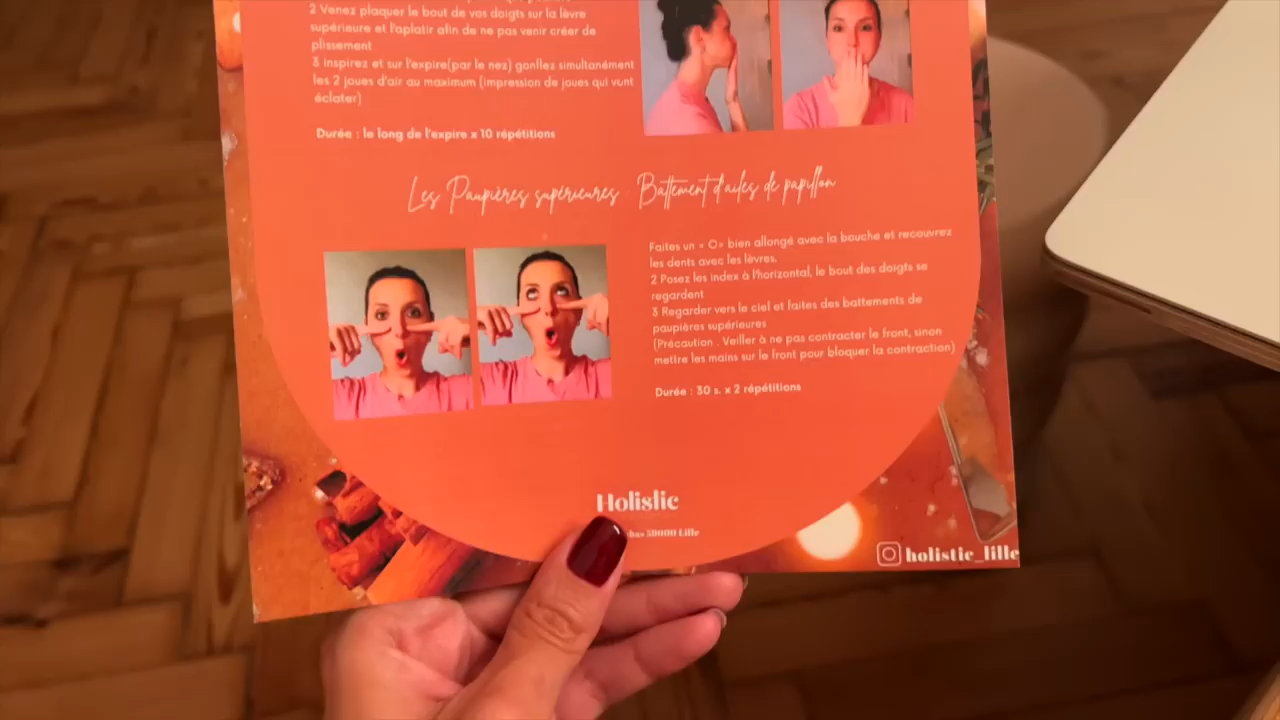 2 Venez plaquer le bout de vos doigts sur la lèvre
supérieure et l'aplatir afin de ne pas venir créer de
plissement
3 inspirez et sur l'expire(par le nez) gonflez simultanément
les 2 joues d'air au maximum (impression de joues qui vont
éclater)
Durée : le long de l'expire x 10 répétitions
Les Paupières supérieures Battement d'ailes de papillon
Faites un « O» bien allongé avec la bouche et recouvrez
les dents avec les lèvres.
2 Posez les index à l'horizontal, le bout des doigts se
regardent
3 Regarder vers le ciel et faites des battements de
paupières supérieures
(Précaution . Veiller à ne pas contracter le front, sinon
mettre les mains sur le front pour bloquer la contraction)
Durée : 30 s. x 2 répétitions
Holistic
59000 Lille
holistic_lille